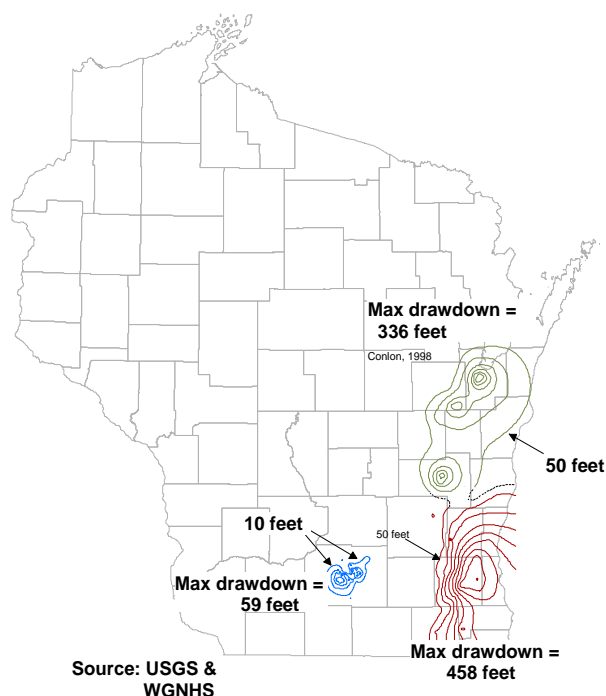 Max drawdown =
336 feet
Conlon, 1998
50 feet
10 feet
50 feet
Max drawdown =
59 feet
Max drawdown =
458 feet
Source: USGS &
WGNHS